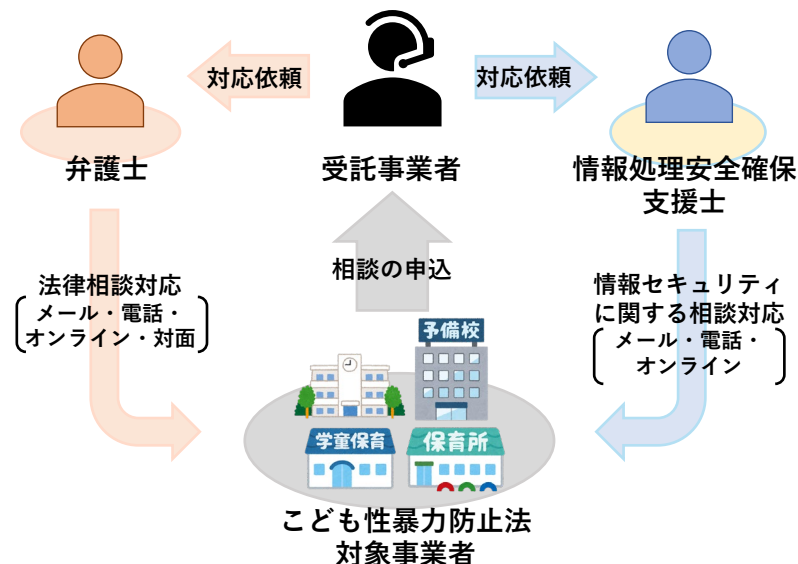 対応依頼
対応依頼
弁護士
受託事業者
情報処理安全確保
支援士
相談の申込
法律相談対応
メール・電話・
オンライン・対面
情報セキュリティ
に関する相談対応
メール・電話・
オンライン
予備校
学童保育
保育所
こども性暴力防止法
対象事業者